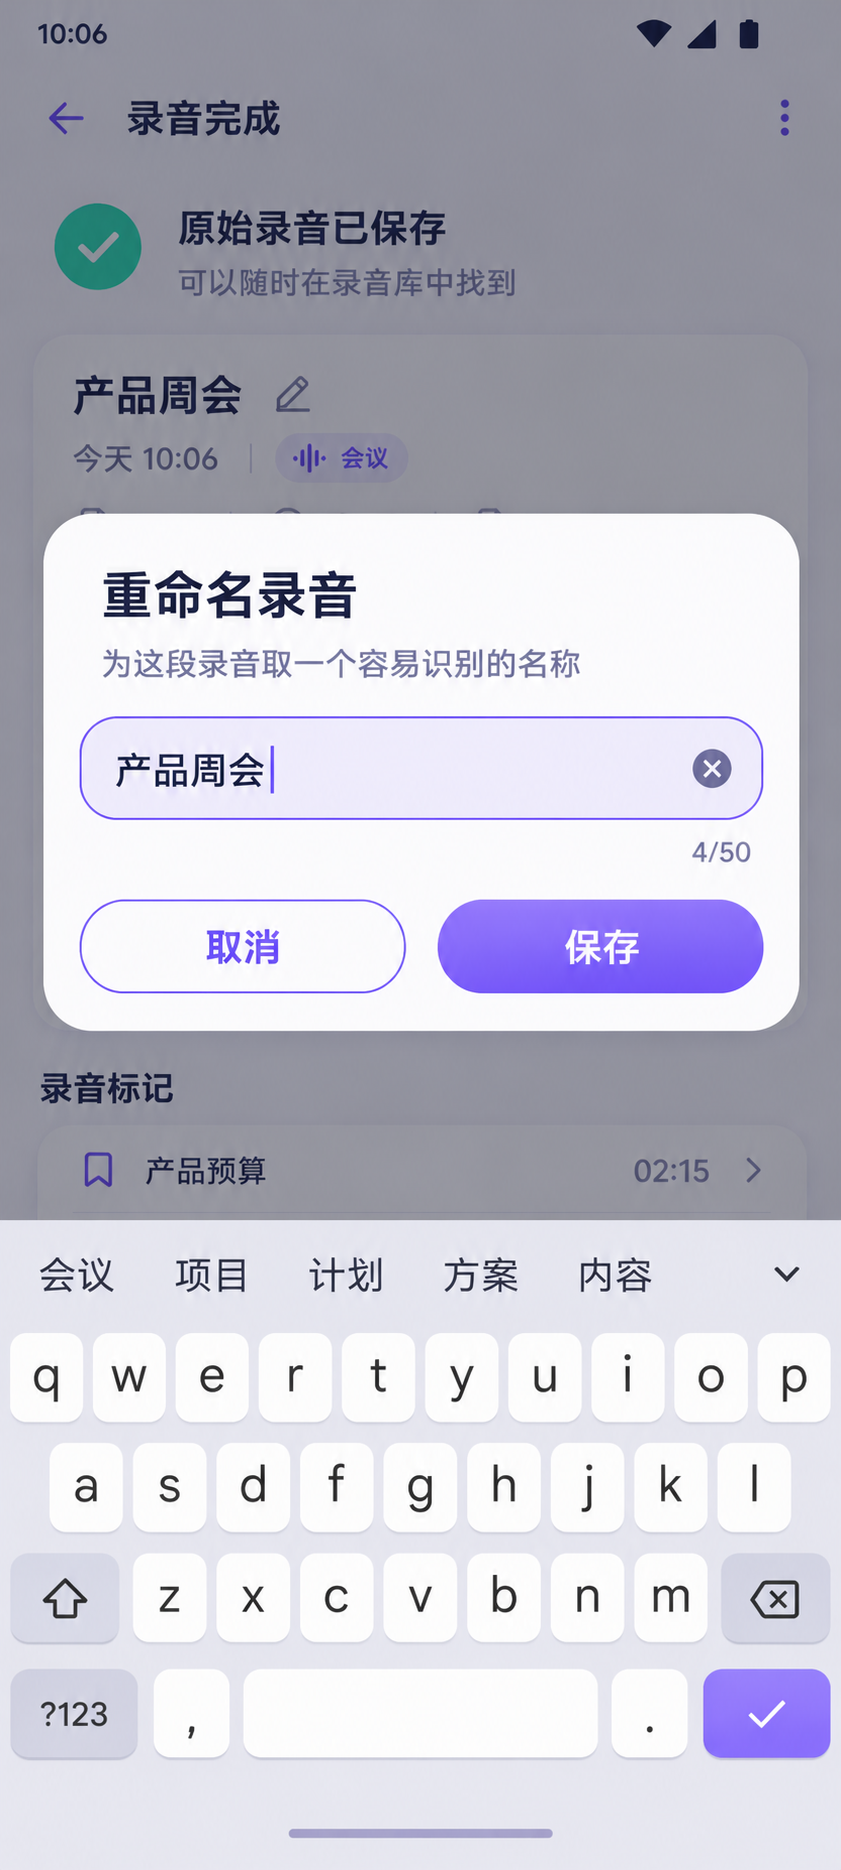 10:06
录音完成
原始录音已保存
可以随时在录音库中找到
产品周会
今天 10:06
会议
重命名录音
为这段录音取一个容易识别的名称
产品周会
4/50
取消
保存
录音标记
产品预算 02:15
会议 项目 计划 方案 内容
q w e r t y u i o p
a s d f g h j k l
z x c v b n m
?123 , .